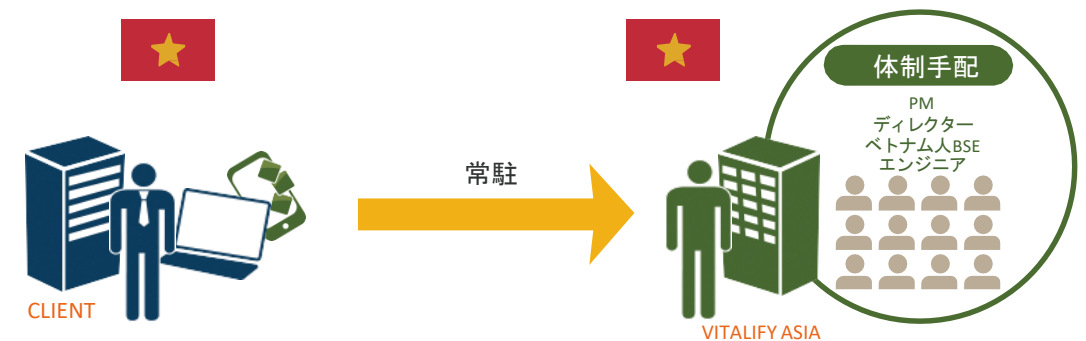 体制手配
PM
ディレクター
ベトナム人BSE
エンジニア
常駐
CLIENT
VITALIFY ASIA